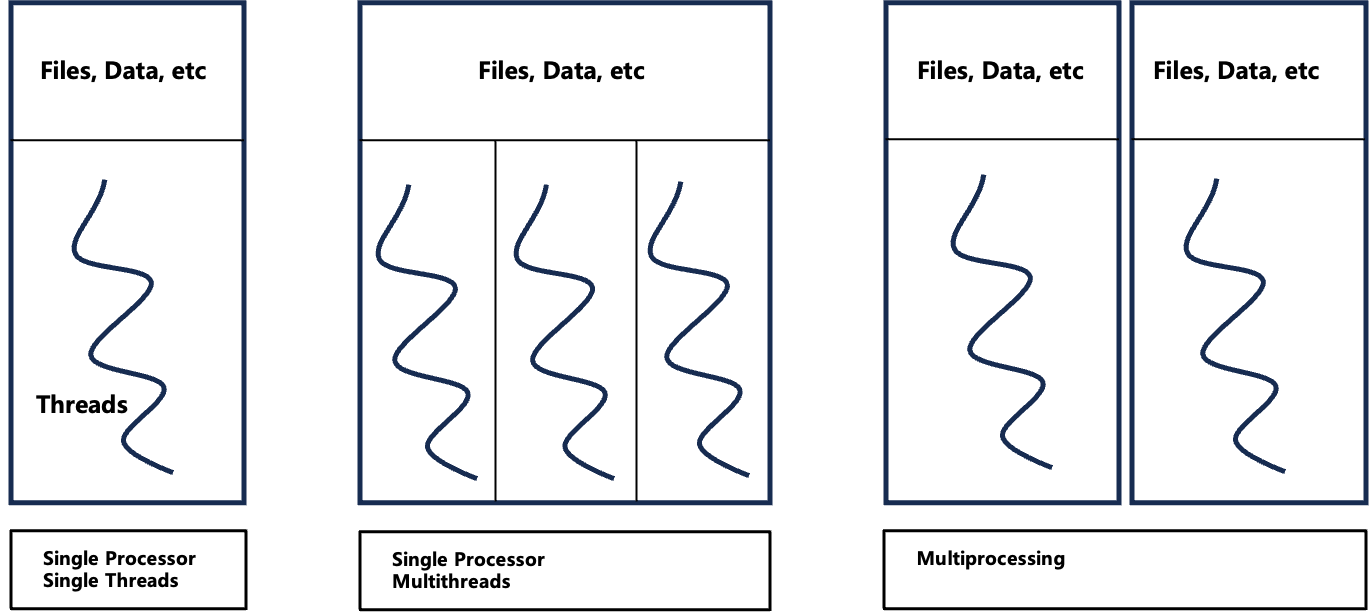 Files, Data, etc
Threads
Single Processor
Single Threads
Files, Data, etc
Single Processor
Multithreads
Files, Data, etc
Files, Data, etc
Multiprocessing